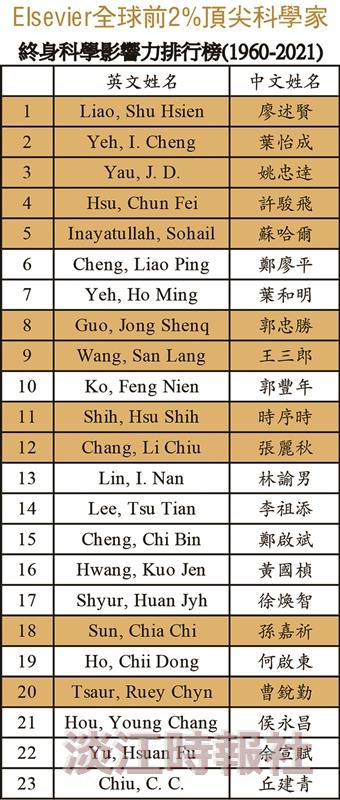 Elsevier全球前2%頂尖科學家
終身科學影響力排行榜(1960-2021)
英文姓名 中文姓名
1 Liao, Shu Hsien 廖述賢
2 Yeh, I. Cheng 葉怡成
3 Yau, J. D. 姚忠達
4 Hsu, Chun Fei 許駿飛
5 Inayatullah, Sohail 蘇哈爾
6 Cheng, Liao Ping 鄭廖平
7 Yeh, Ho Ming 葉和明
8 Guo, Jong Shenq 郭忠勝
9 Wang, San Lang 王三郎
10 Ko, Feng Nien 郭豐年
11 Shih, Hsu Shih 時序時
12 Chang, Li Chiu 張麗秋
13 Lin, I. Nan 林諭男
14 Lee, Tsu Tian 李祖添
15 Cheng, Chi Bin 鄭啟斌
16 Hwang, Kuo Jen 黃國楨
17 Shyur, Huan Jyh 徐煥智
18 Sun, Chia Chi 孫嘉祈
19 Ho, Chii Dong 何啟東
20 Tsaur, Ruey Chyn 曹銳勤
21 Hou, Young Chang 侯永昌
22 Yu, Hsuan Fu 余宣賦
23 Chiu, C. C. 丘建青
淡江時報社